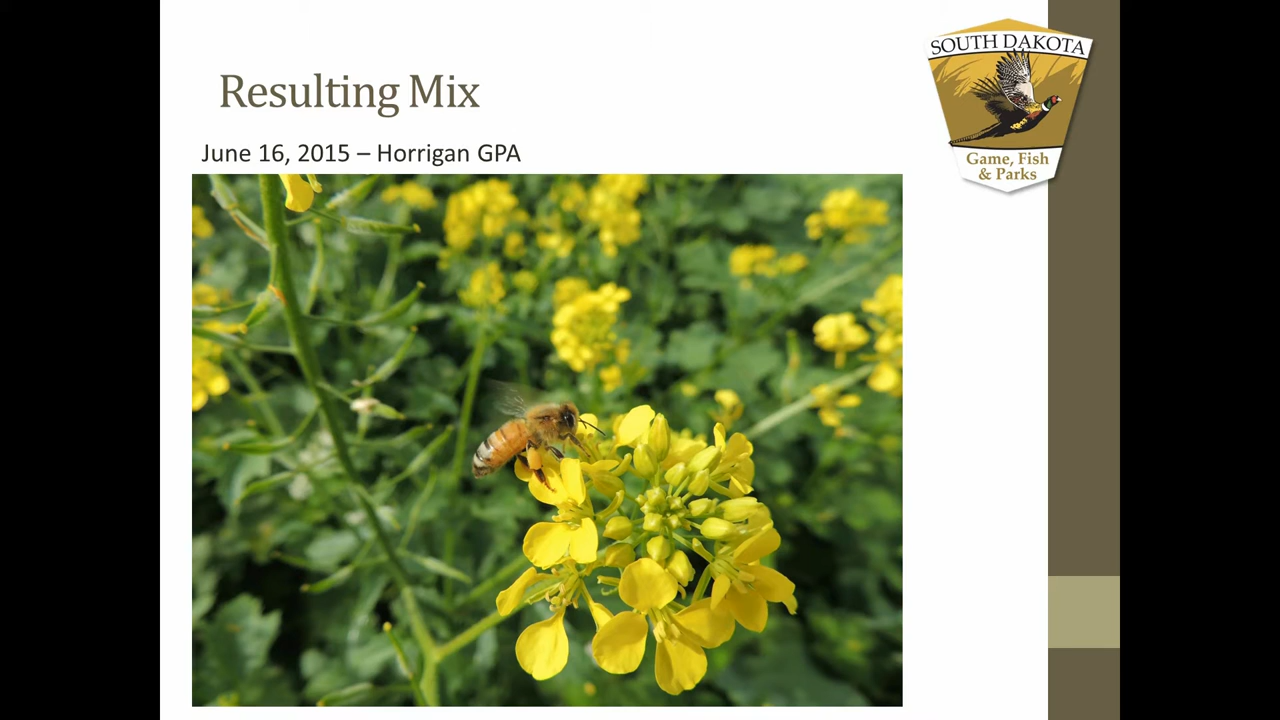 Resulting Mix
June 16, 2015 – Horrigan GPA
SOUTH DAKOTA
Game, Fish
& Parks